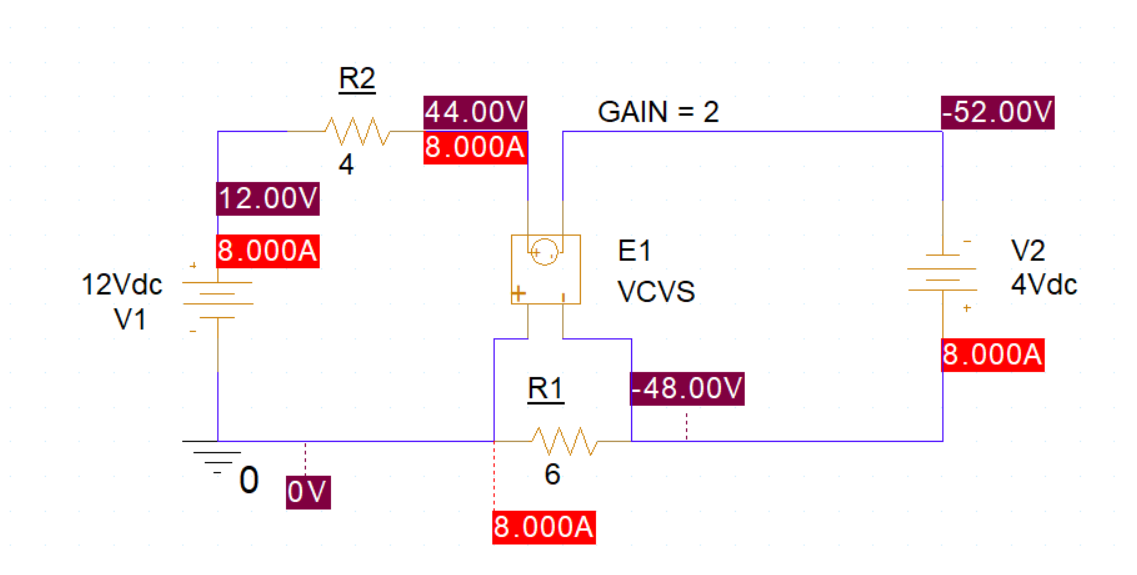 R2
44.00V
GAIN = 2
-52.00V
8.000A
4
12.00V
8.000A
E1
V2
+
-
-
12Vdc
VCVS
4Vdc
V1
+
-
+
-
+
8.000A
R1
-48.00V
6
0
0V
8.000A